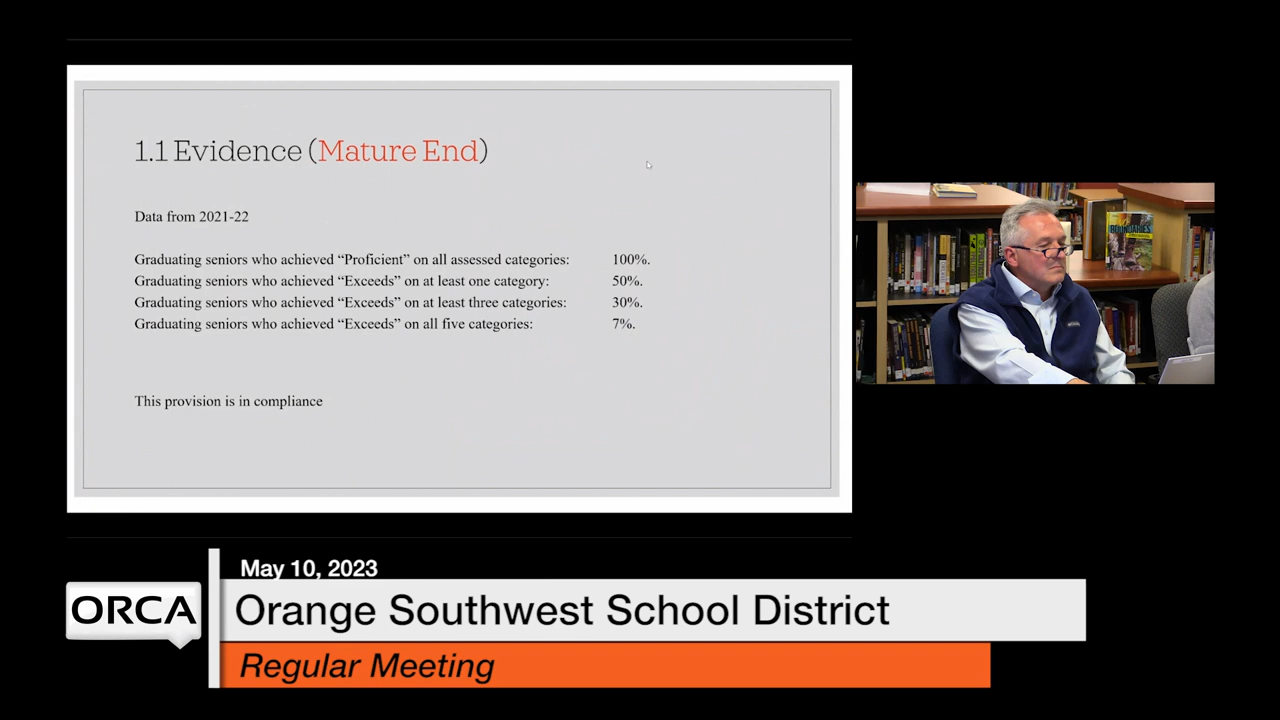 1.1 Evidence (Mature End)
Data from 2021-22
Graduating seniors who achieved “Proficient” on all assessed categories: 100%.
Graduating seniors who achieved “Exceeds” on at least one category: 50%.
Graduating seniors who achieved “Exceeds” on at least three categories: 30%.
Graduating seniors who achieved “Exceeds” on all five categories: 7%.
This provision is in compliance
BOUNDARIES
May 10, 2023
ORCA
Orange Southwest School District
Regular Meeting